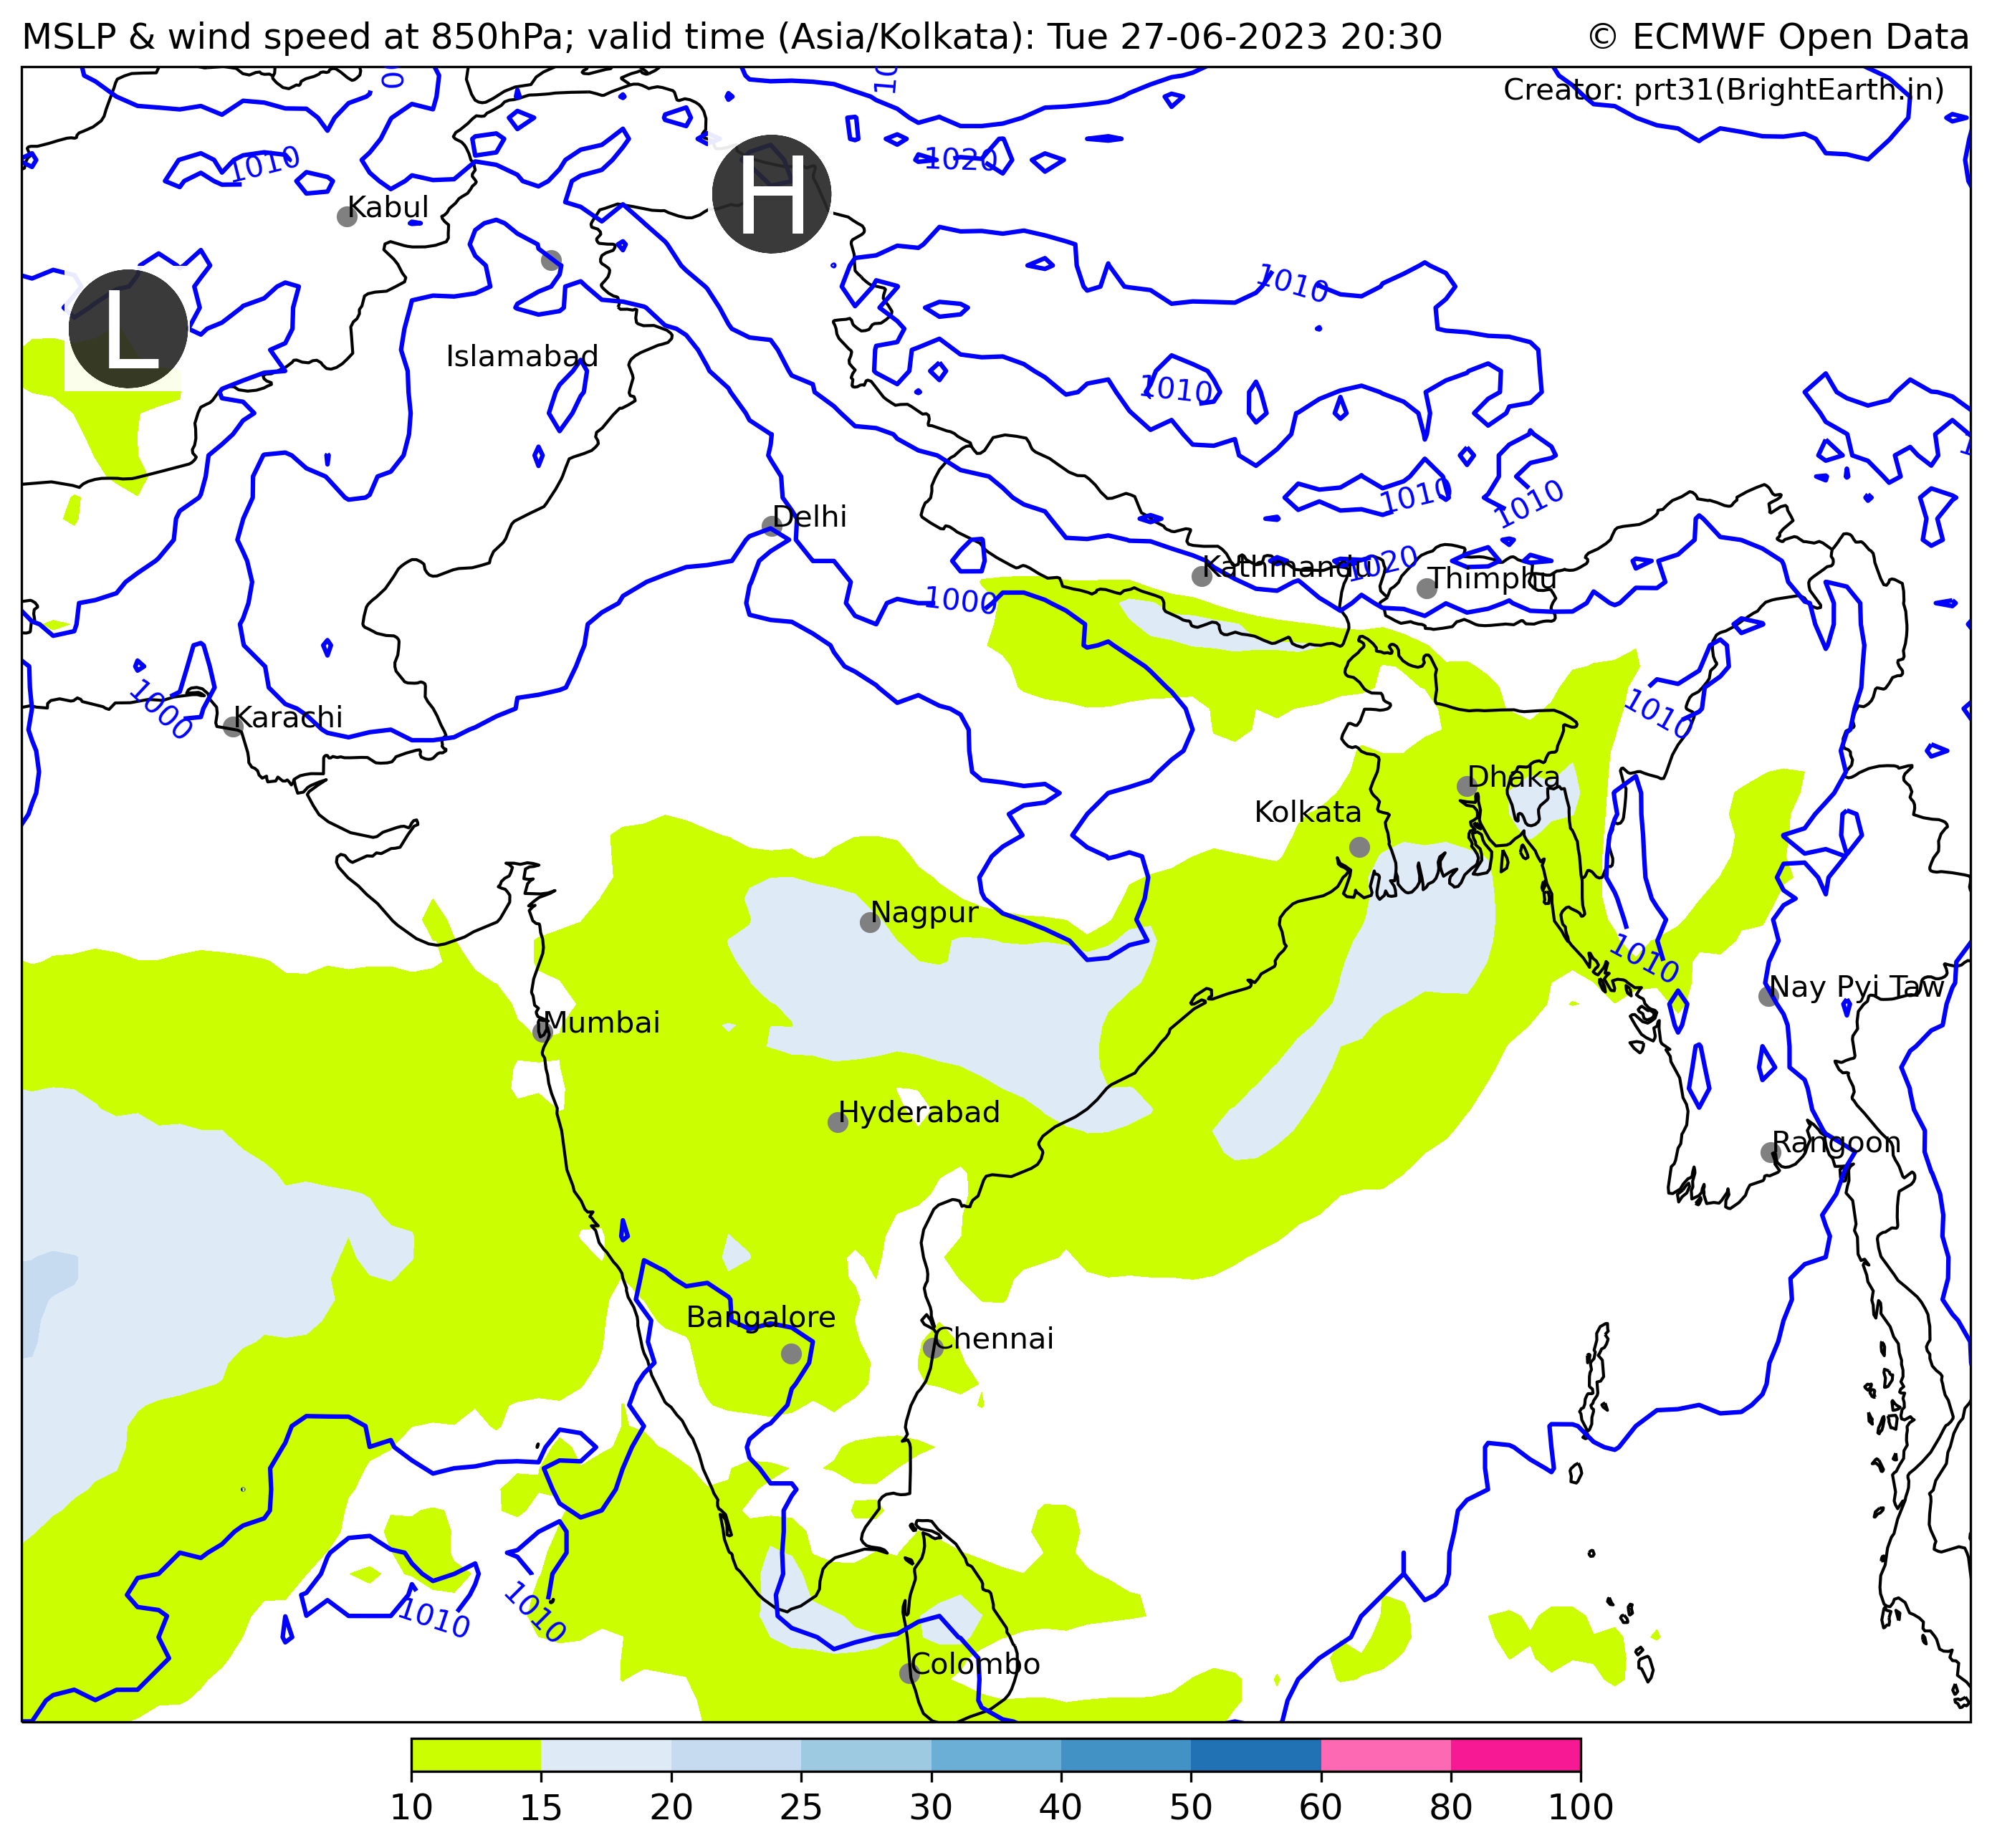 MSLP & wind speed at 850hPa; valid time (Asia/Kolkata): Tue 27-06-2023 20:30
© ECMWF Open Data
Creator: prt31(BrightEarth.in)
1010
1020
H
Kabul
L
1010
Islamabad
1010
1010
1010
Delhi
Kathmandu
1020
Thimphu
1000
1000
1010
Karachi
Dhaka
Kolkata
Nagpur
1010
Nay Pyi Taw
Mumbai
Hyderabad
Rangoon
Bangalore
Chennai
1010
1010
Colombo
10 15 20 25 30 40 50 60 80 100